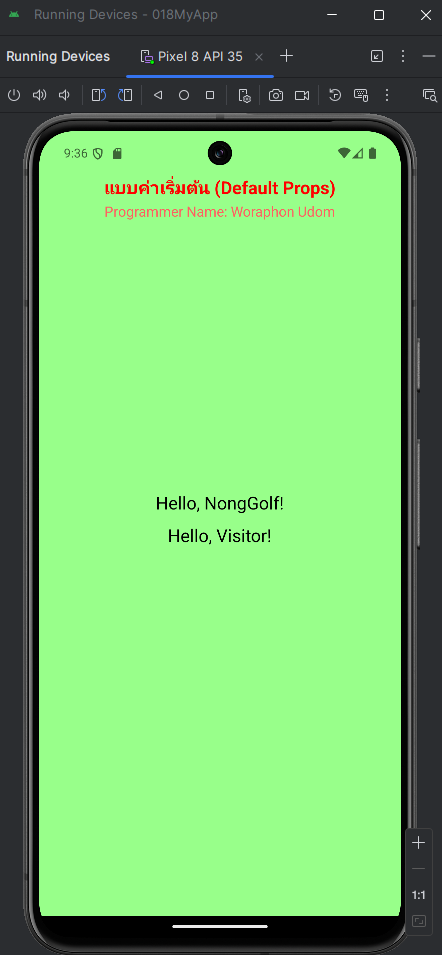 Running Devices - 018MyApp
Running Devices
Pixel 8 API 35
9:36
แบบค่าเริ่มต้น (Default Props)
Programmer Name: Woraphon Udom
Hello, NongGolf!
Hello, Visitor!
1:1